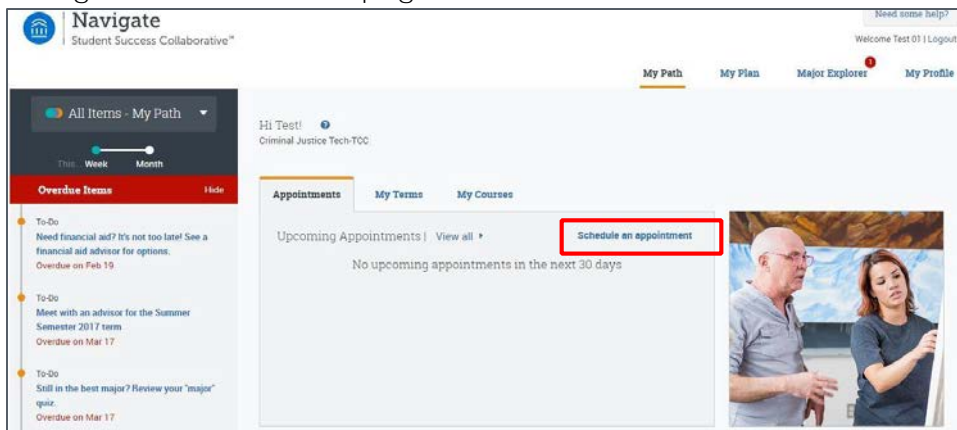 Navigate
Student Success Collaborative™
Need some help?
Welcome Test 01 | Logout
My Path
My Plan
Major Explorer
1
My Profile
All Items - My Path
This... Week Month
Overdue Items
Hide
To-Do
Need financial aid? It's not too late! See a
financial aid advisor for options.
Overdue on Feb 19
To-Do
Meet with an advisor for the Summer
Semester 2017 term
Overdue on Mar 17
To-Do
Still in the best major? Review your "major"
quiz.
Overdue on Mar 17
Hi Test!
Criminal Justice Tech-TCC
Appointments
My Terms
My Courses
Upcoming Appointments | View all
Schedule an appointment
No upcoming appointments in the next 30 days